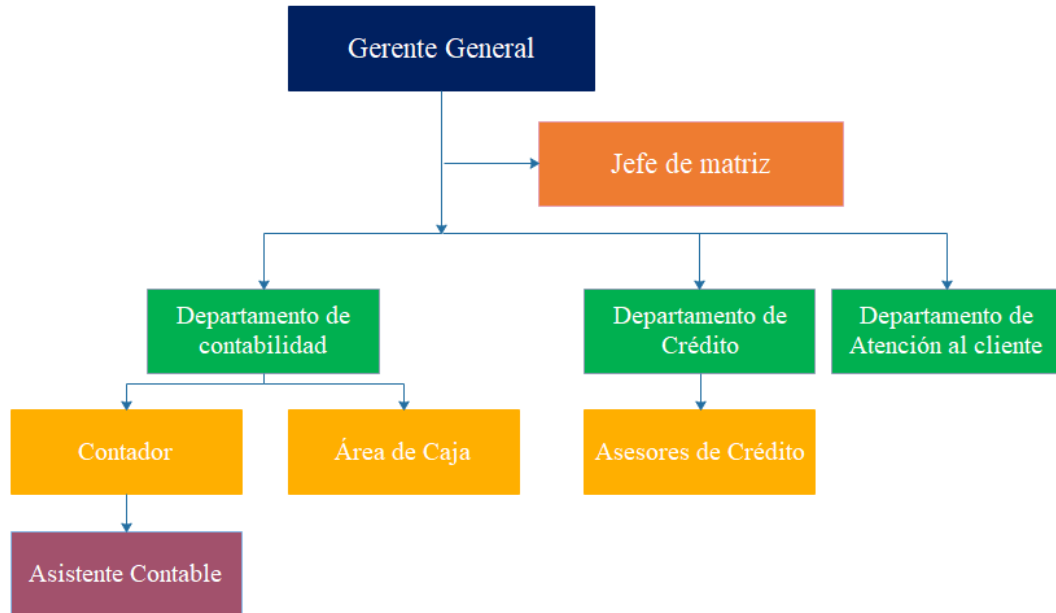 Gerente General
Jefe de matriz
Departamento de
contabilidad
Departamento de
Crédito
Departamento de
Atención al cliente
Contador
Área de Caja
Asesores de Crédito
Asistente Contable